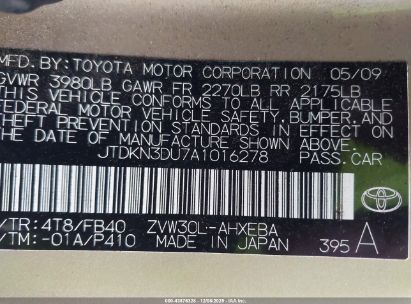 MFD. BY: TOYOTA MOTOR CORPORATION 05/09
GVWR 3980LB GAWR FR 2270LB RR 2175LB
THIS VEHICLE CONFORMS TO ALL APPLICABLE
FEDERAL MOTOR VEHICLE SAFETY, BUMPER, AND
THEFT PREVENTION STANDARDS IN EFFECT ON
THE DATE OF MANUFACTURE SHOWN ABOVE.
JTDKN3DU7A1016278 PASS. CAR
/TR: 4T8/FB40 ZVW30L-AHXEBA
/TM: -01A/P410 MADE IN JAPAN 395 A
TOYOTA